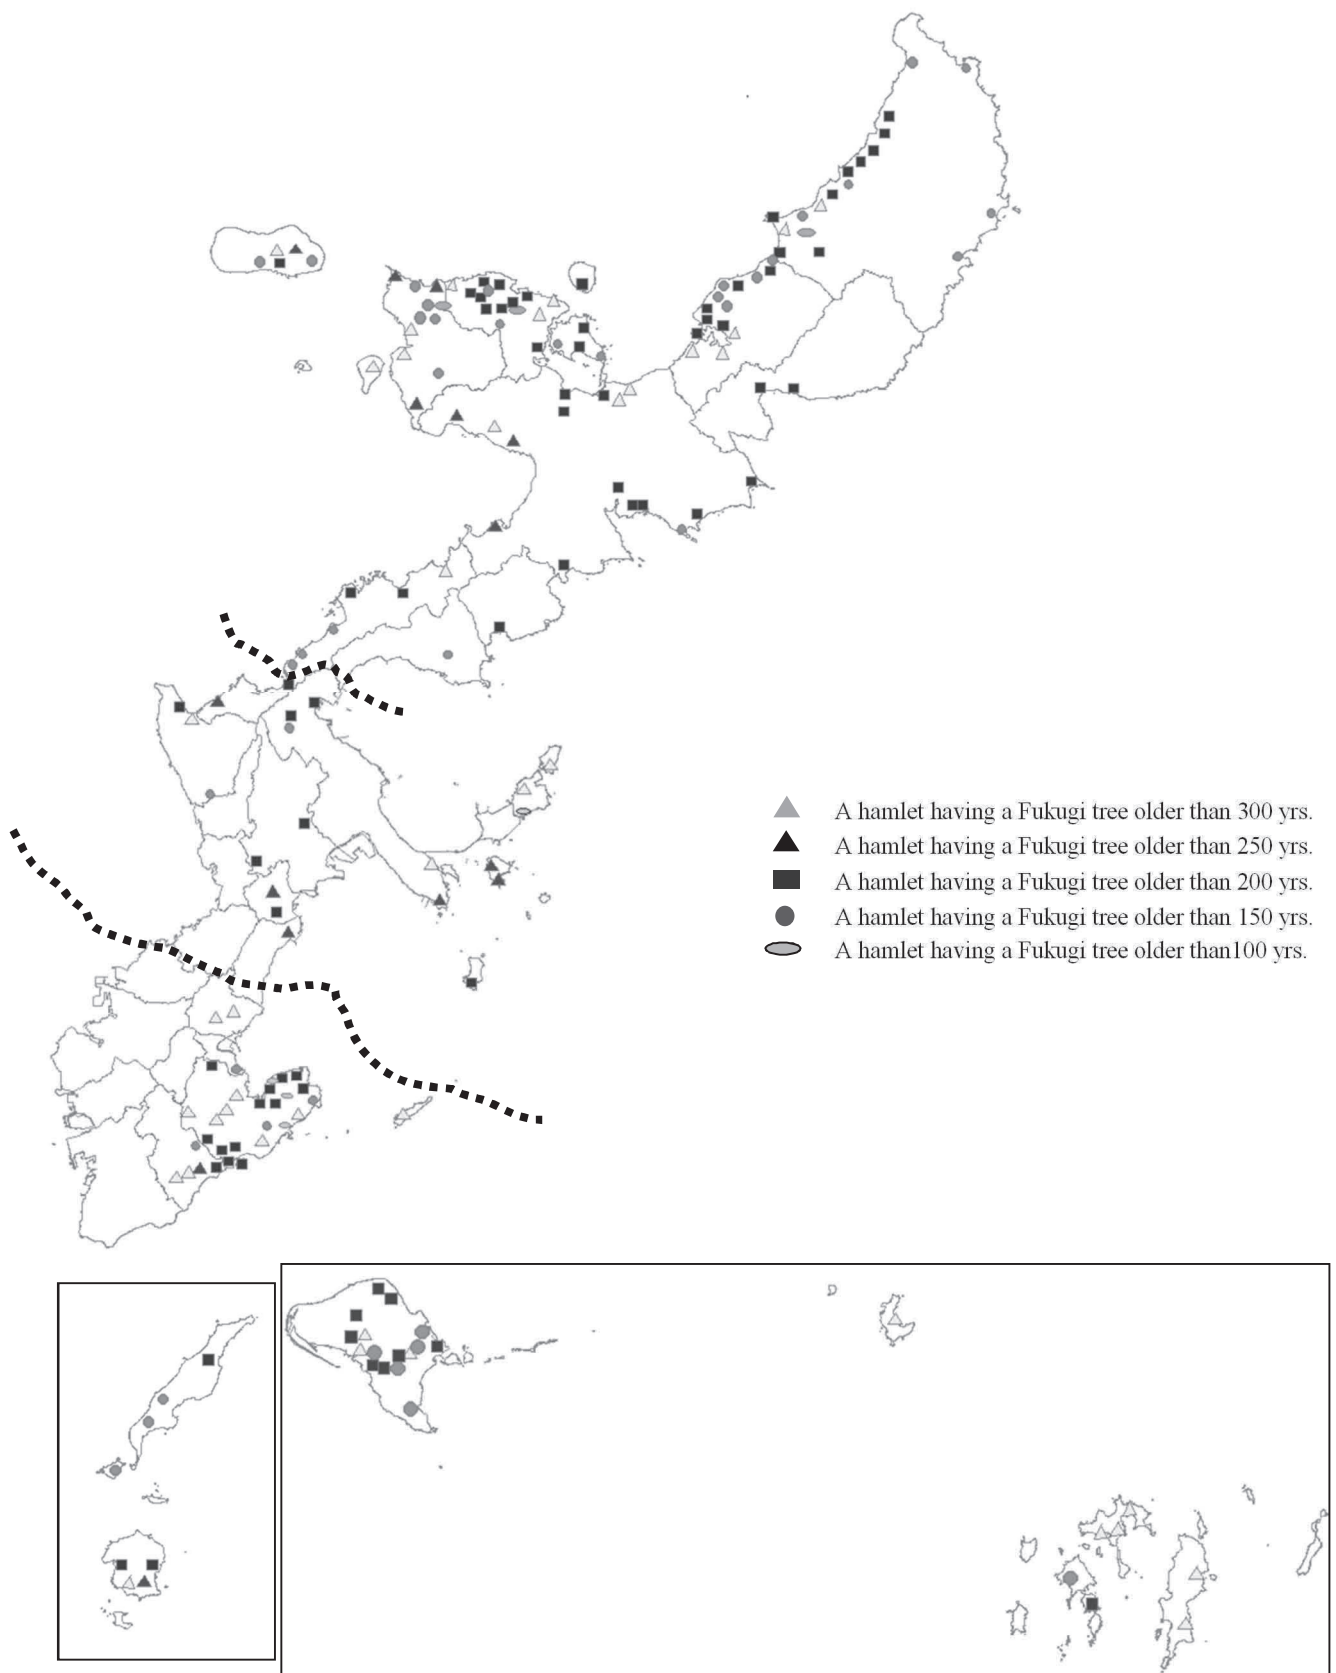 A hamlet having a Fukugi tree older than 300 yrs.
A hamlet having a Fukugi tree older than 250 yrs.
A hamlet having a Fukugi tree older than 200 yrs.
A hamlet having a Fukugi tree older than 150 yrs.
A hamlet having a Fukugi tree older than100 yrs.